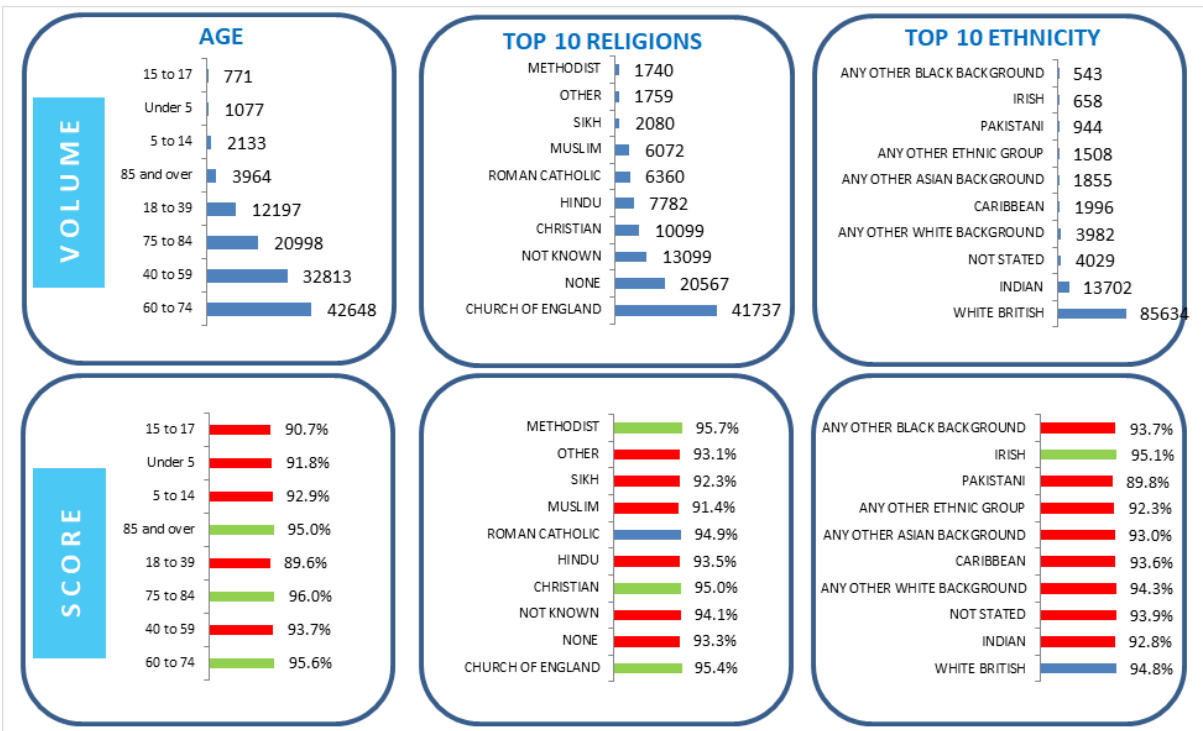 AGE
15 to 17 771
Under 5 1077
5 to 14 2133
85 and over 3964
18 to 39 12197
75 to 84 20998
40 to 59 32813
60 to 74 42648
VOLUME
TOP 10 RELIGIONS
METHODIST 1740
OTHER 1759
SIKH 2080
MUSLIM 6072
ROMAN CATHOLIC 6360
HINDU 7782
CHRISTIAN 10099
NOT KNOWN 13099
NONE 20567
CHURCH OF ENGLAND 41737
TOP 10 ETHNICITY
ANY OTHER BLACK BACKGROUND 543
IRISH 658
PAKISTANI 944
ANY OTHER ETHNIC GROUP 1508
ANY OTHER ASIAN BACKGROUND 1855
CARIBBEAN 1996
ANY OTHER WHITE BACKGROUND 3982
NOT STATED 4029
INDIAN 13702
WHITE BRITISH 85634
SCORE
15 to 17 90.7%
Under 5 91.8%
5 to 14 92.9%
85 and over 95.0%
18 to 39 89.6%
75 to 84 96.0%
40 to 59 93.7%
60 to 74 95.6%
METHODIST 95.7%
OTHER 93.1%
SIKH 92.3%
MUSLIM 91.4%
ROMAN CATHOLIC 94.9%
HINDU 93.5%
CHRISTIAN 95.0%
NOT KNOWN 94.1%
NONE 93.3%
CHURCH OF ENGLAND 95.4%
ANY OTHER BLACK BACKGROUND 93.7%
IRISH 95.1%
PAKISTANI 89.8%
ANY OTHER ETHNIC GROUP 92.3%
ANY OTHER ASIAN BACKGROUND 93.0%
CARIBBEAN 93.6%
ANY OTHER WHITE BACKGROUND 94.3%
NOT STATED 93.9%
INDIAN 92.8%
WHITE BRITISH 94.8%